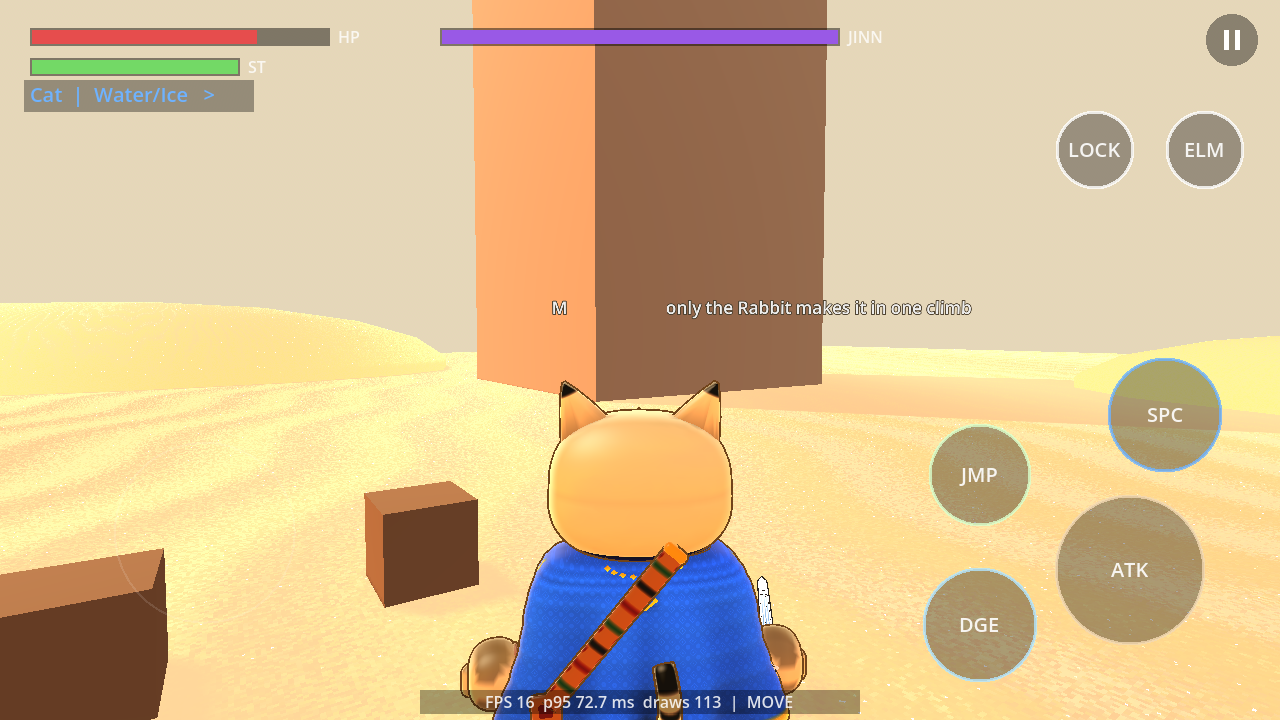 HP
JINN
ST
Cat | Water/Ice >
LOCK
ELM
M only the Rabbit makes it in one climb
SPC
JMP
ATK
DGE
FPS 16 p95 72.7 ms draws 113 | MOVE